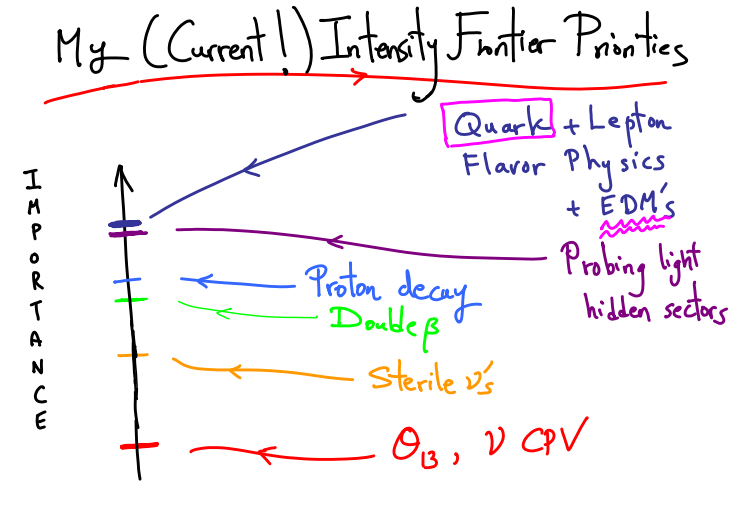 My (Current!) Intensity Frontier Priorities
Quark + Lepton
Flavor Physics
+ EDM's
IMPORTANCE
Probing light
hidden sectors
Proton decay
Double β
Sterile ν's
θ₁₃, ν CPV